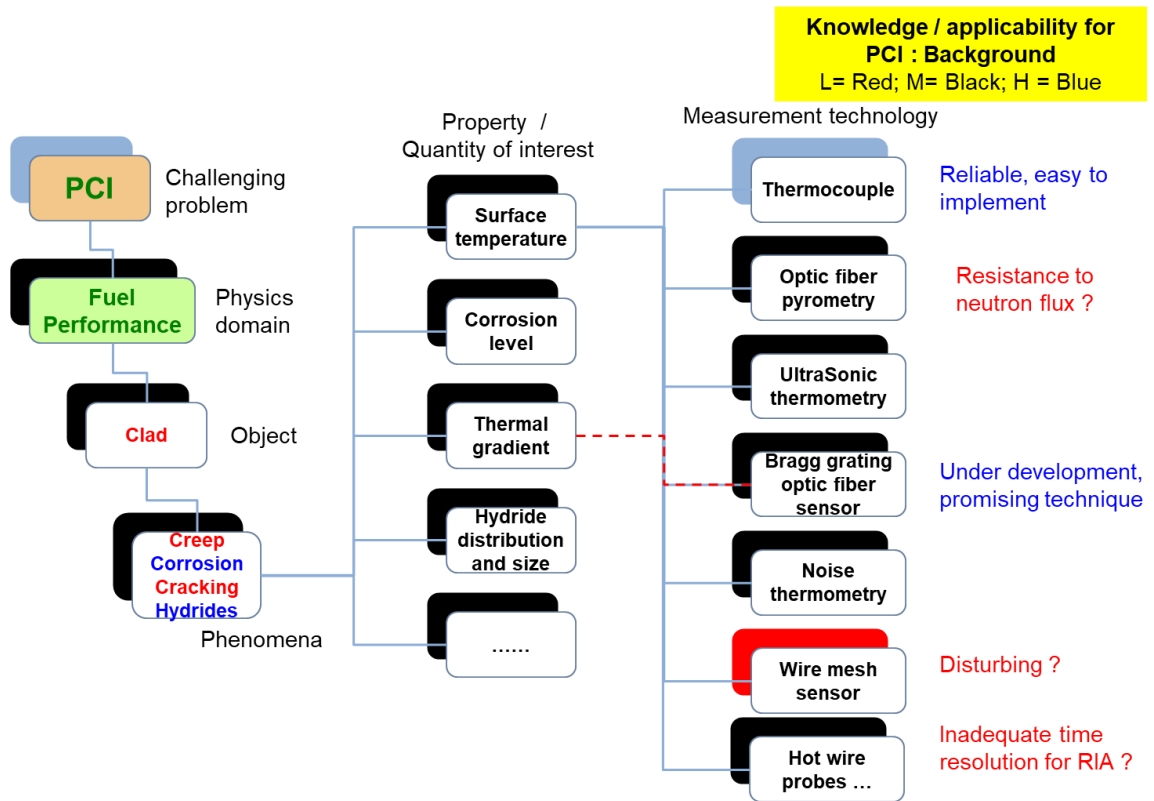 Knowledge / applicability for
PCI : Background
L= Red; M= Black; H = Blue
Property /
Quantity of interest
Measurement technology
PCI
Challenging
problem
Fuel
Performance
Physics
domain
Clad
Object
Creep
Corrosion
Cracking
Hydrides
Phenomena
Surface
temperature
Corrosion
level
Thermal
gradient
Hydride
distribution
and size
......
Thermocouple
Reliable, easy to
implement
Optic fiber
pyrometry
Resistance to
neutron flux ?
UltraSonic
thermometry
Bragg grating
optic fiber
sensor
Under development,
promising technique
Noise
thermometry
Wire mesh
sensor
Disturbing ?
Hot wire
probes ...
Inadequate time
resolution for RIA ?